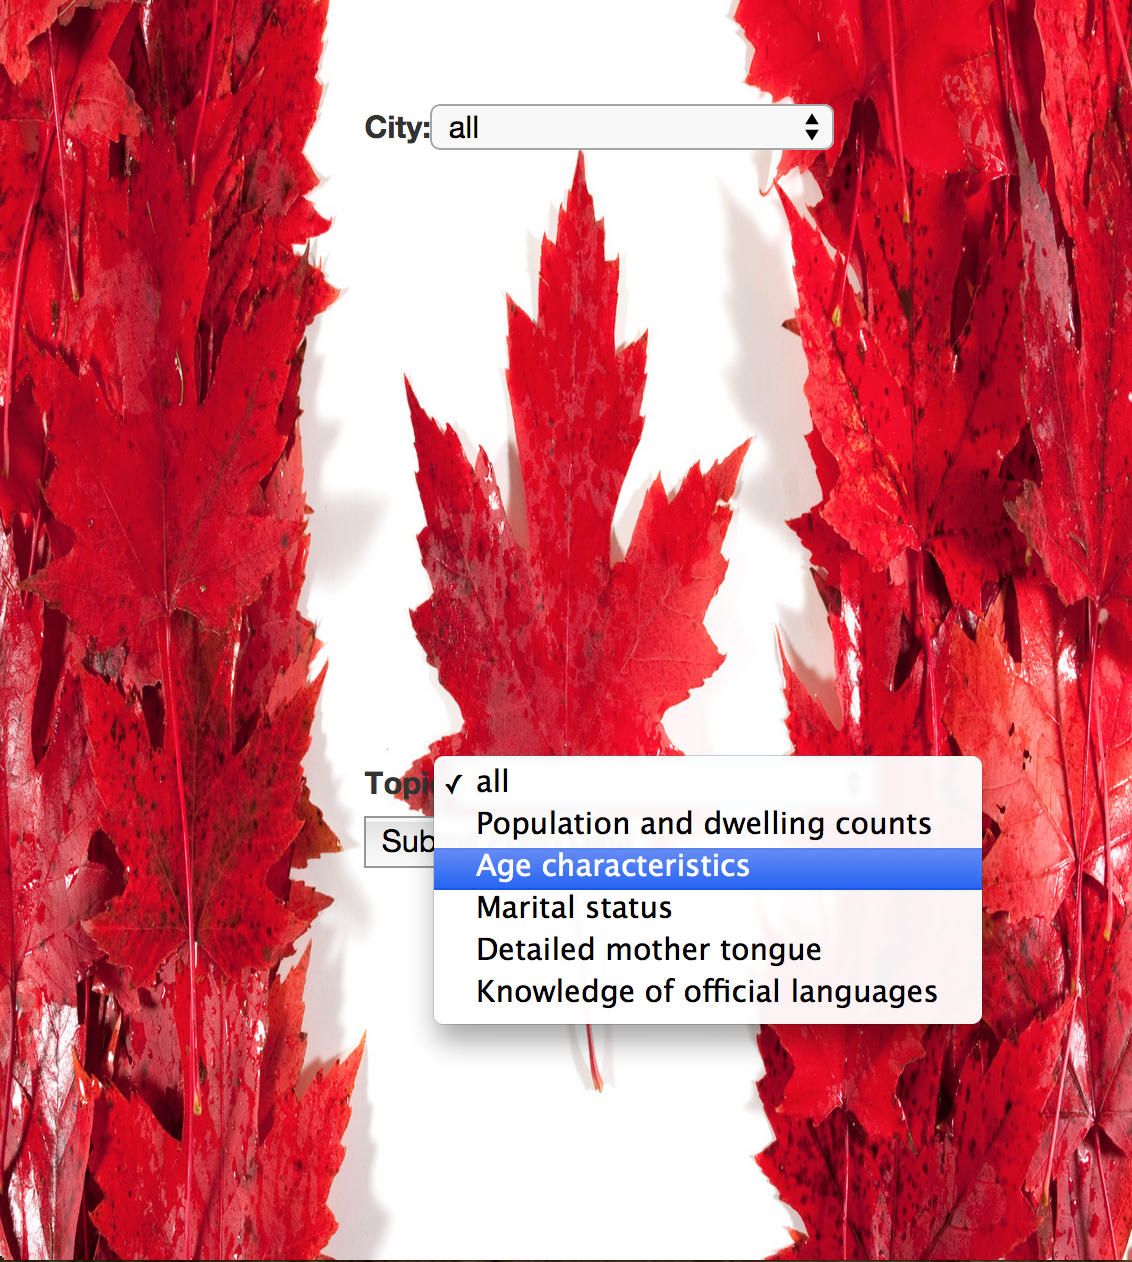 City: all
Topi
✓ all
Population and dwelling counts
Sub
Age characteristics
Marital status
Detailed mother tongue
Knowledge of official languages